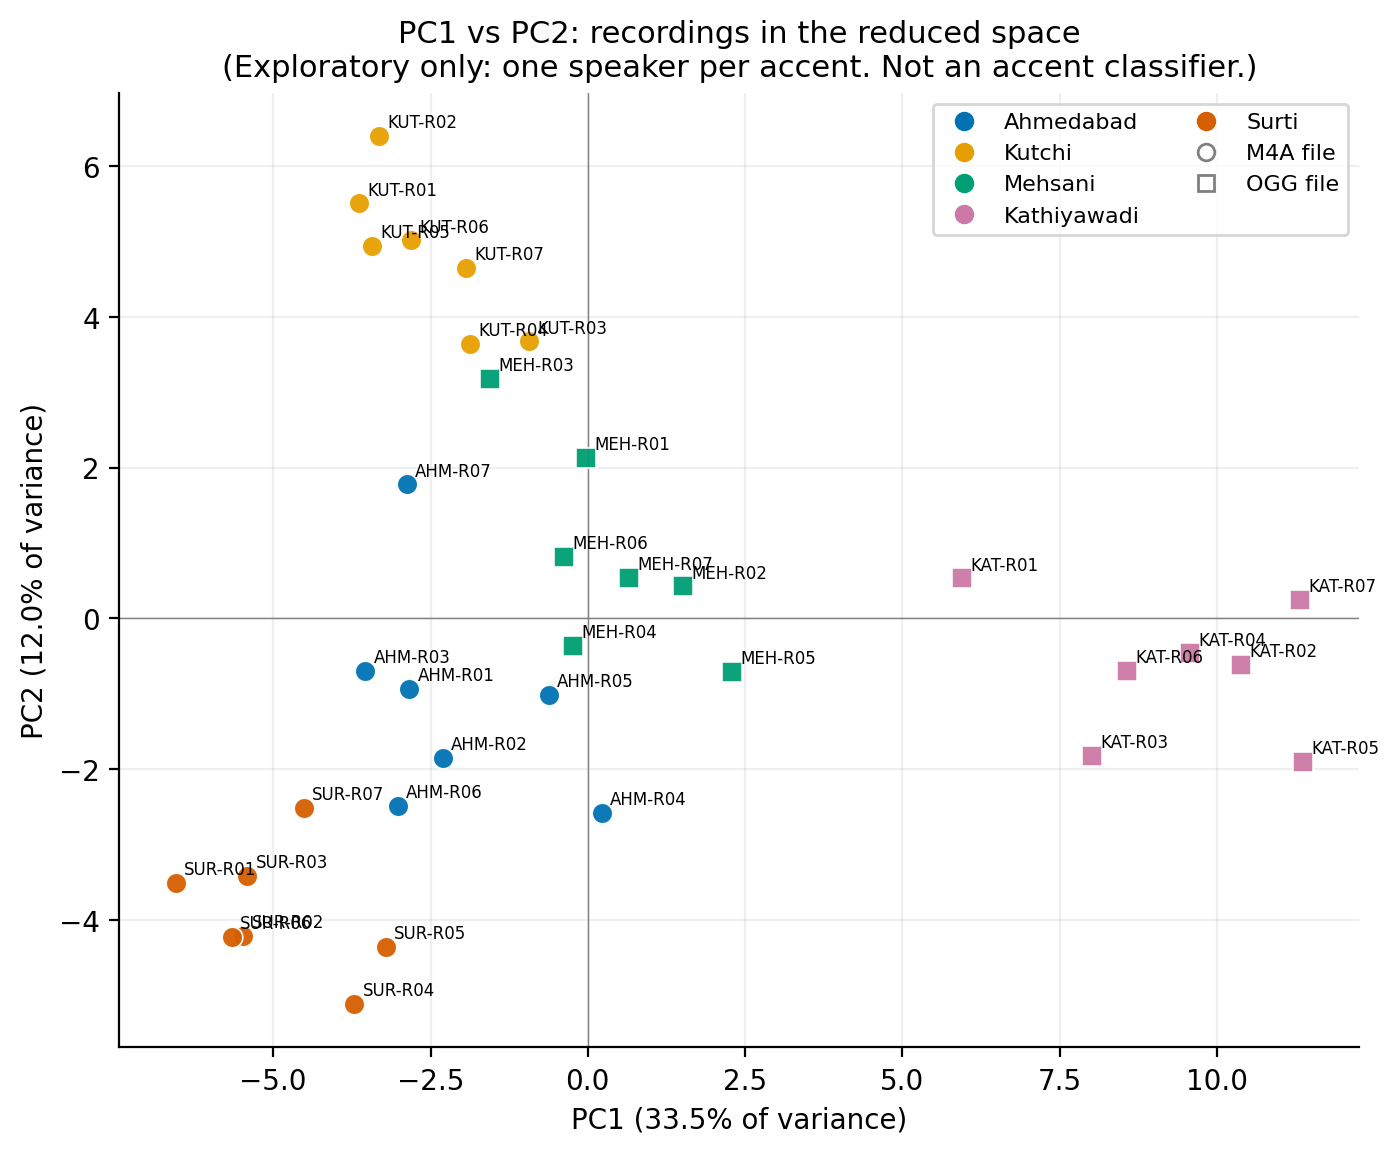 PC1 vs PC2: recordings in the reduced space
(Exploratory only: one speaker per accent. Not an accent classifier.)
Ahmedabad
Kutchi
Mehsani
Kathiyawadi
Surti
M4A file
OGG file
KUT-R02
KUT-R01
KUT-R05
KUT-R06
KUT-R07
KUT-R04
KUT-R03
MEH-R03
MEH-R01
AHM-R07
MEH-R06
MEH-R07
MEH-R02
KAT-R01
KAT-R07
MEH-R04
KAT-R04
KAT-R02
KAT-R06
MEH-R05
AHM-R03
AHM-R01
AHM-R05
KAT-R03
KAT-R05
AHM-R02
SUR-R07
AHM-R06
AHM-R04
SUR-R01
SUR-R03
SUR-R06
SUR-R02
SUR-R05
SUR-R04
6
4
2
0
−2
−4
PC2 (12.0% of variance)
−5.0
−2.5
0.0
2.5
5.0
7.5
10.0
PC1 (33.5% of variance)